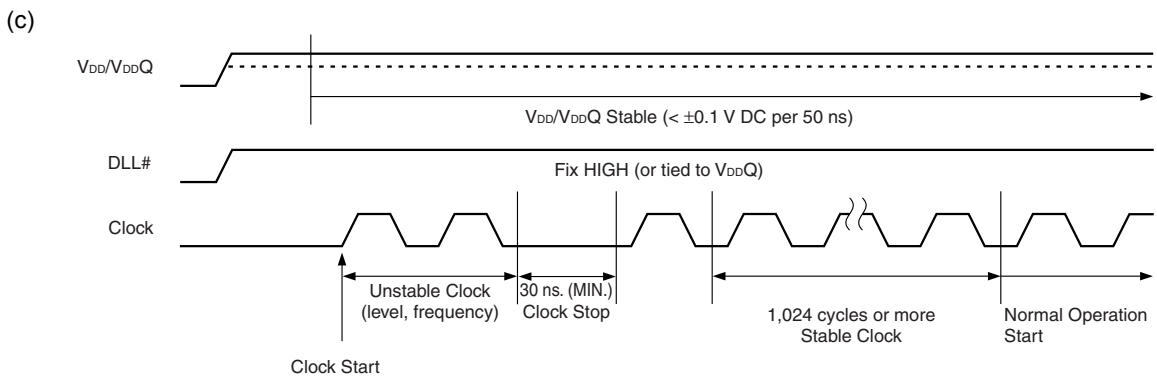 (c)
VDD/VDDQ
VDD/VDDQ Stable (< ±0.1 V DC per 50 ns)
DLL#
Fix HIGH (or tied to VDDQ)
Clock
Unstable Clock
(level, frequency)
30 ns. (MIN.)
Clock Stop
1,024 cycles or more
Stable Clock
Normal Operation
Start
Clock Start